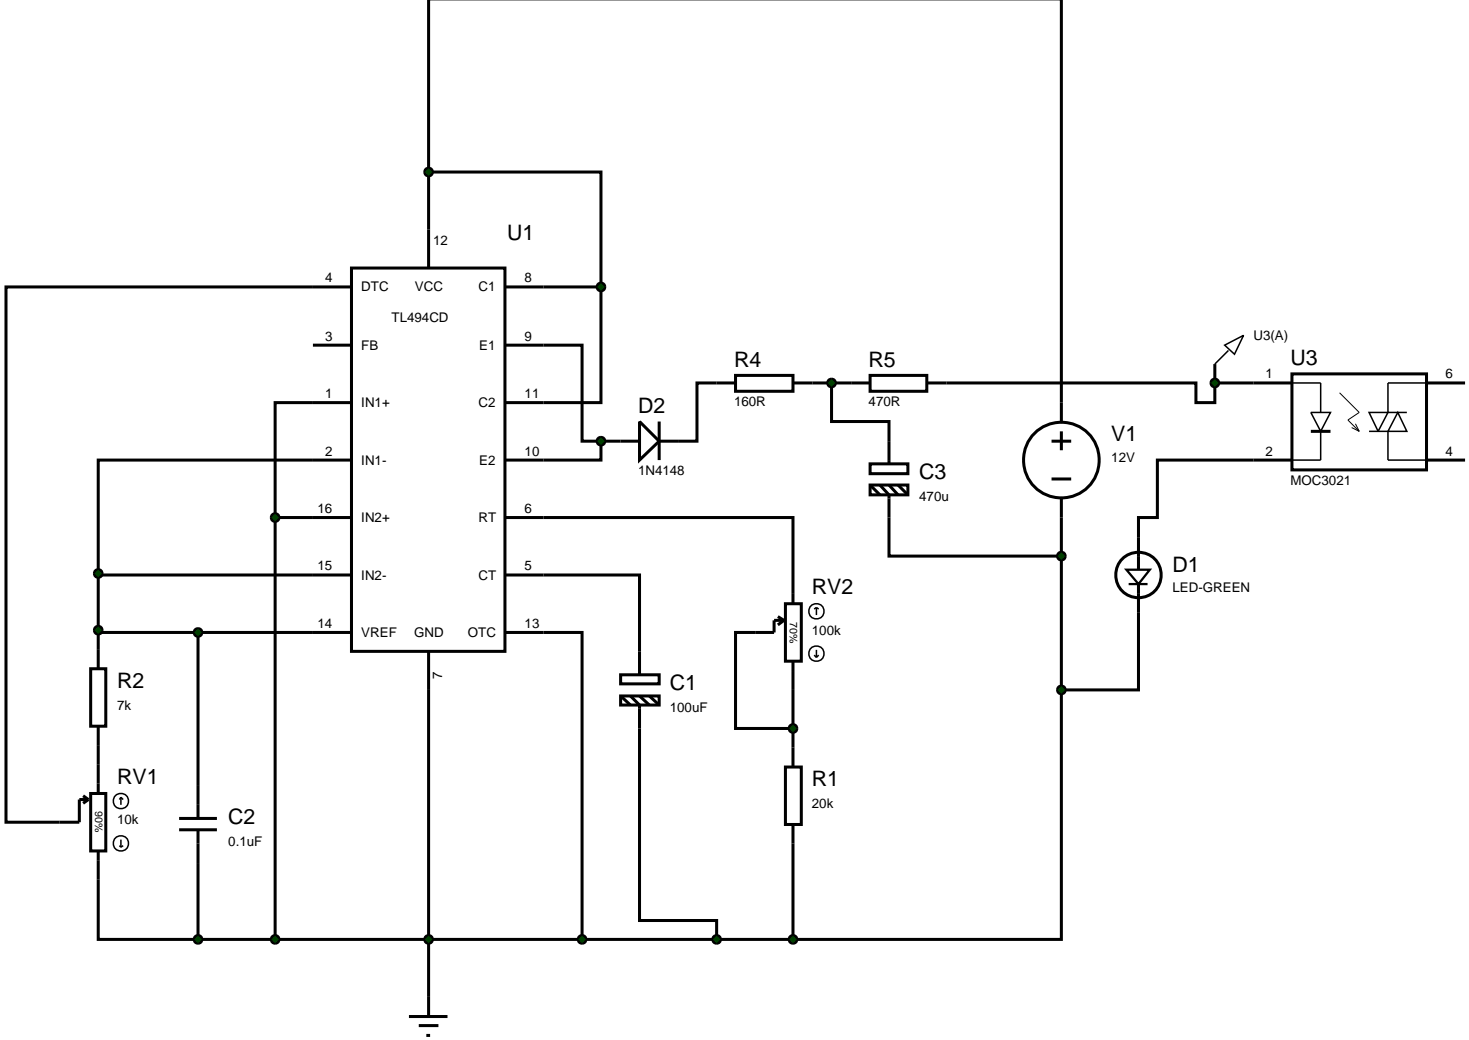 U1
12
4
DTC
VCC
C1
8
TL494CD
3
FB
E1
9
1
IN1+
C2
11
2
IN1-
E2
10
16
IN2+
RT
6
15
IN2-
CT
5
14
VREF
GND
OTC
13
7
D2
1N4148
R4
160R
R5
470R
C3
470u
V1
12V
U3(A)
U3
1
6
2
4
MOC3021
D1
LED-GREEN
RV2
70%
100k
C1
100uF
R1
20k
R2
7k
RV1
90%
10k
C2
0.1uF